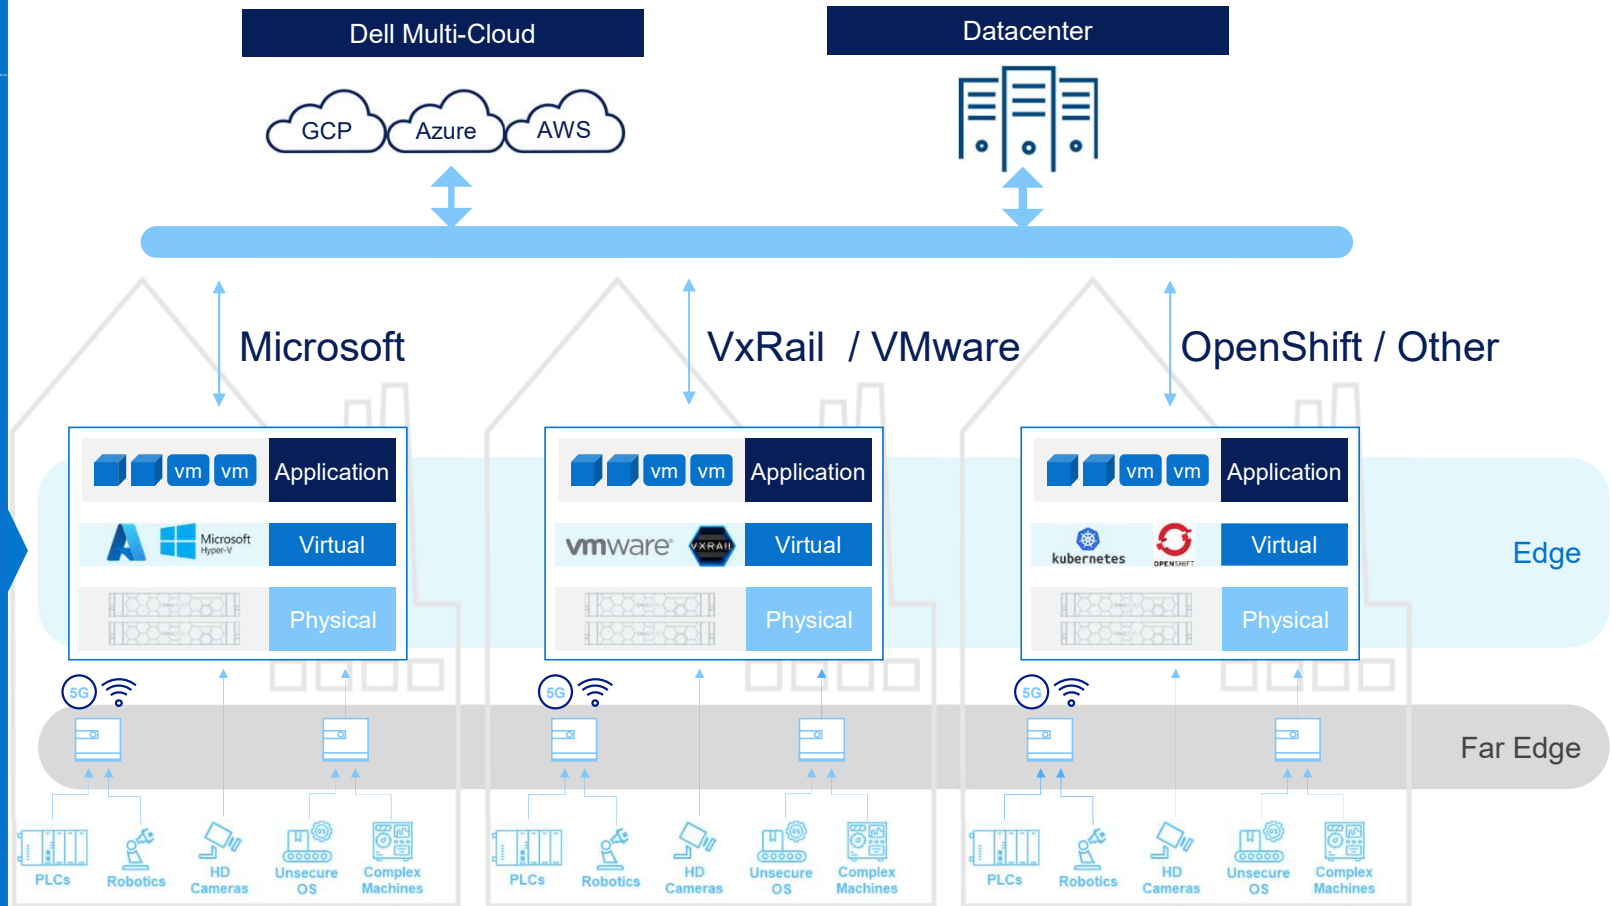 Dell Multi-Cloud
Datacenter
GCP
Azure
AWS
Microsoft
VxRail / VMware
OpenShift / Other
vm
vm
Application
Microsoft
Hyper-V
Virtual
Physical
vm
vm
Application
vmware
VXRAIL
Virtual
Physical
vm
vm
Application
kubernetes
OPENSHIFT
Virtual
Physical
Edge
5G
5G
5G
Far Edge
PLCs
Robotics
HD
Cameras
Unsecure
OS
Complex
Machines
PLCs
Robotics
HD
Cameras
Unsecure
OS
Complex
Machines
PLCs
Robotics
HD
Cameras
Unsecure
OS
Complex
Machines